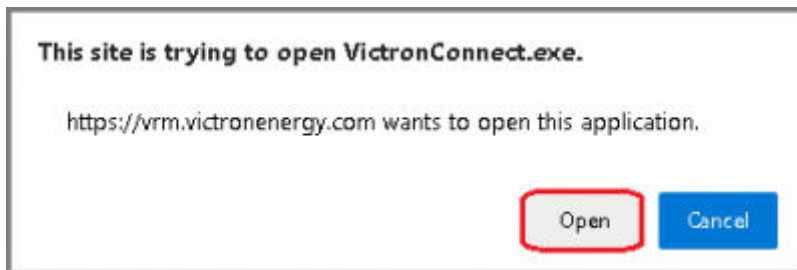 This site is trying to open VictronConnect.exe.
https://vrm.victronenergy.com wants to open this application.
Open Cancel